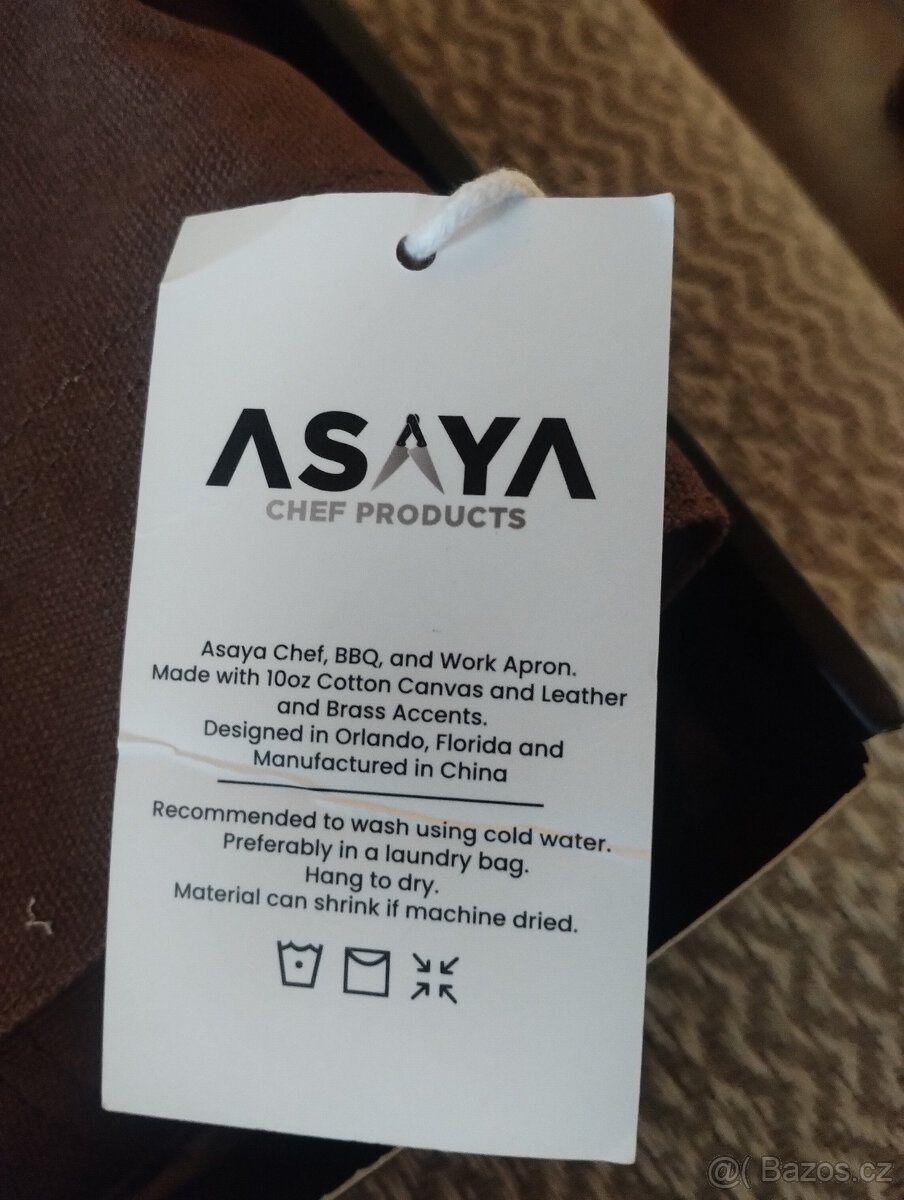 ASAYA
CHEF PRODUCTS
Asaya Chef, BBQ, and Work Apron.
Made with 10oz Cotton Canvas and Leather
and Brass Accents.
Designed in Orlando, Florida and
Manufactured in China
Recommended to wash using cold water.
Preferably in a laundry bag.
Hang to dry.
Material can shrink if machine dried.
@( Bazos.cz